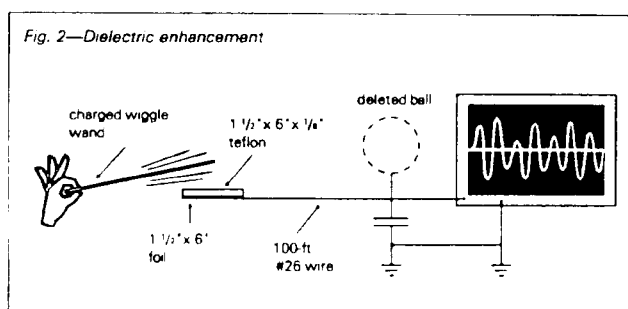 Fig. 2—Dielectric enhancement
deleted ball
charged wiggle
wand
1 1/2" x 6" x 1/8"
teflon
1 1/2" x 6"
foil
100-ft
#26 wire